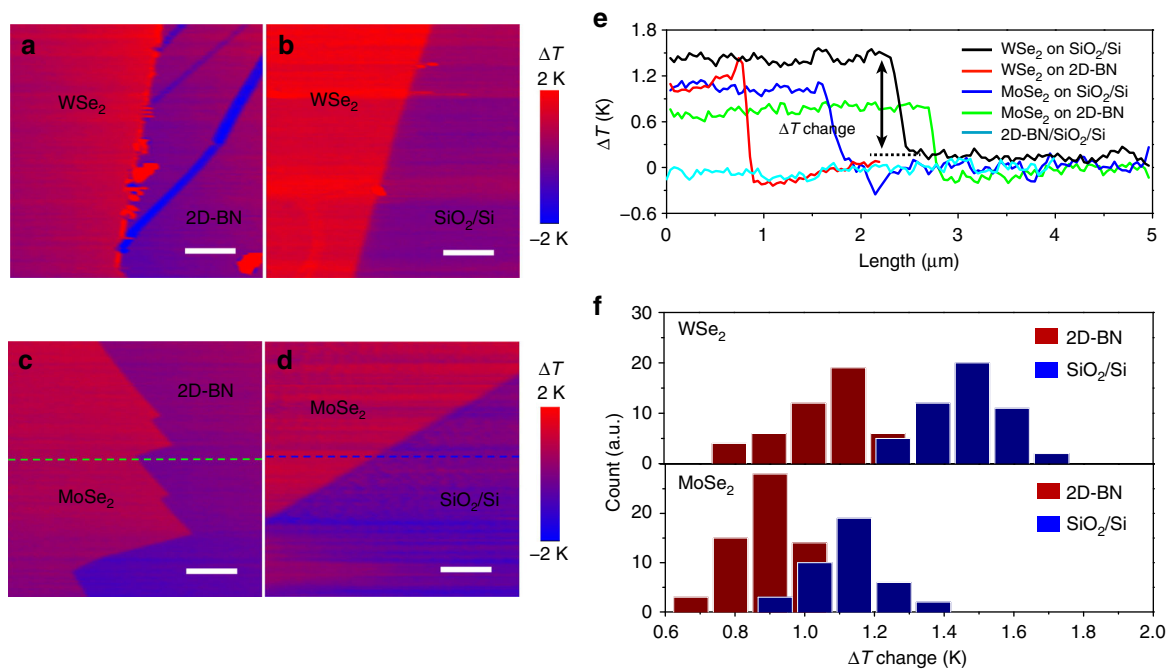 a
WSe₂
2D-BN
b
WSe₂
SiO₂/Si
ΔT
2 K
−2 K
c
2D-BN
MoSe₂
d
MoSe₂
SiO₂/Si
ΔT
2 K
−2 K
e
ΔT (K)
1.8
1.2
0.6
0
−0.6
WSe₂ on SiO₂/Si
WSe₂ on 2D-BN
MoSe₂ on SiO₂/Si
MoSe₂ on 2D-BN
2D-BN/SiO₂/Si
ΔT change
0 1 2 3 4 5
Length (μm)
f
Count (a.u.)
30
20
10
0
WSe₂
2D-BN
SiO₂/Si
20
10
0
MoSe₂
2D-BN
SiO₂/Si
0.6 0.8 1.0 1.2 1.4 1.6 1.8 2.0
ΔT change (K)